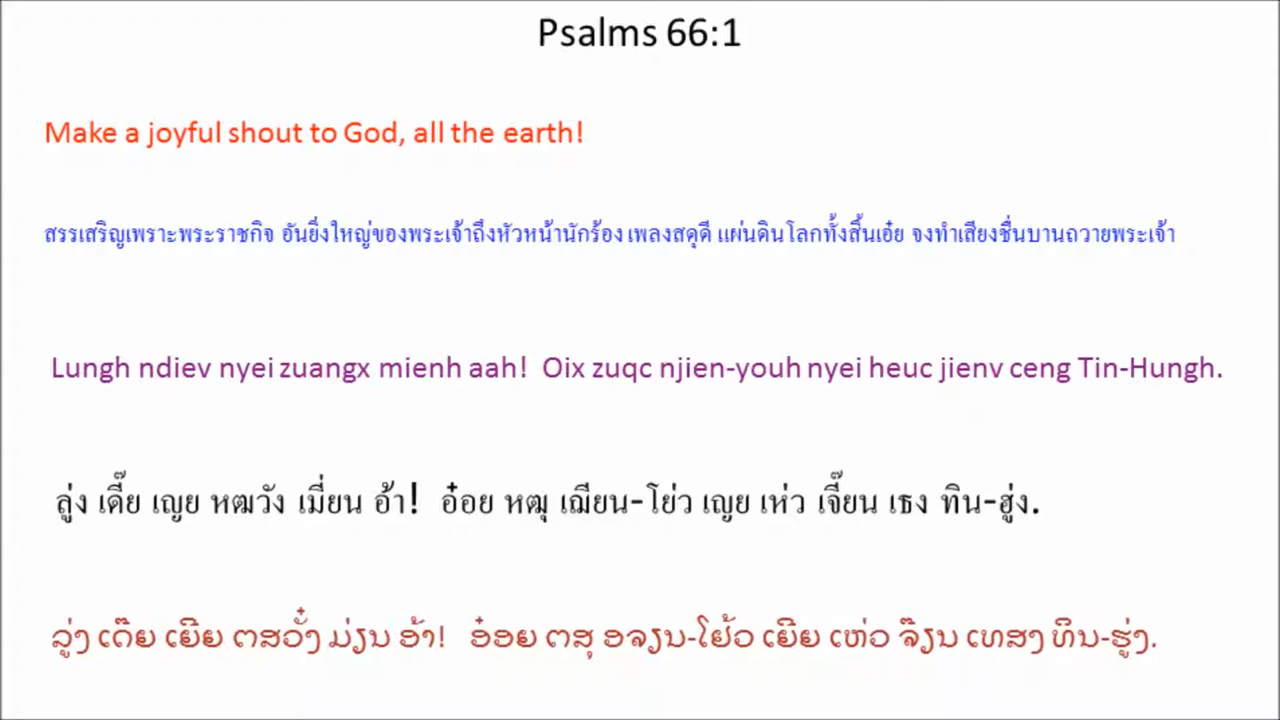 Psalms 66:1
Make a joyful shout to God, all the earth!
สรรเสริญเพราะพระราชกิจ อันยิ่งใหญ่ของพระเจ้าถึงหัวหน้านักร้อง เพลงสดุดี แผ่นดินโลกทั้งสิ้นเอ๋ย จงทำเสียงชื่นบานถวายพระเจ้า
Lungh ndiev nyei zuangx mienh aah! Oix zuqc njien-youh nyei heuc jienv ceng Tin-Hungh.
ลู่ง เดี๊ย เญย หฒวัง เมี่ยน อ้า! อ๋อย หฒุ เฌียน-โย่ว เญย เห่ว เจี๊ยน เธง ทิน-ฮู่ง.
ລູ່ງ ເດ๊ຍ ເຍີຍ ຕສວັ໋ງ ມ່ຽນ ອ້າ! ອ໋ອຍ ຕສຸ ອຈຽນ-ໂຢ້ວ ເຍີຍ ເຫ່ວ ຈ໊ຽນ ເທສງ ທິນ-ຮູ່ງ.